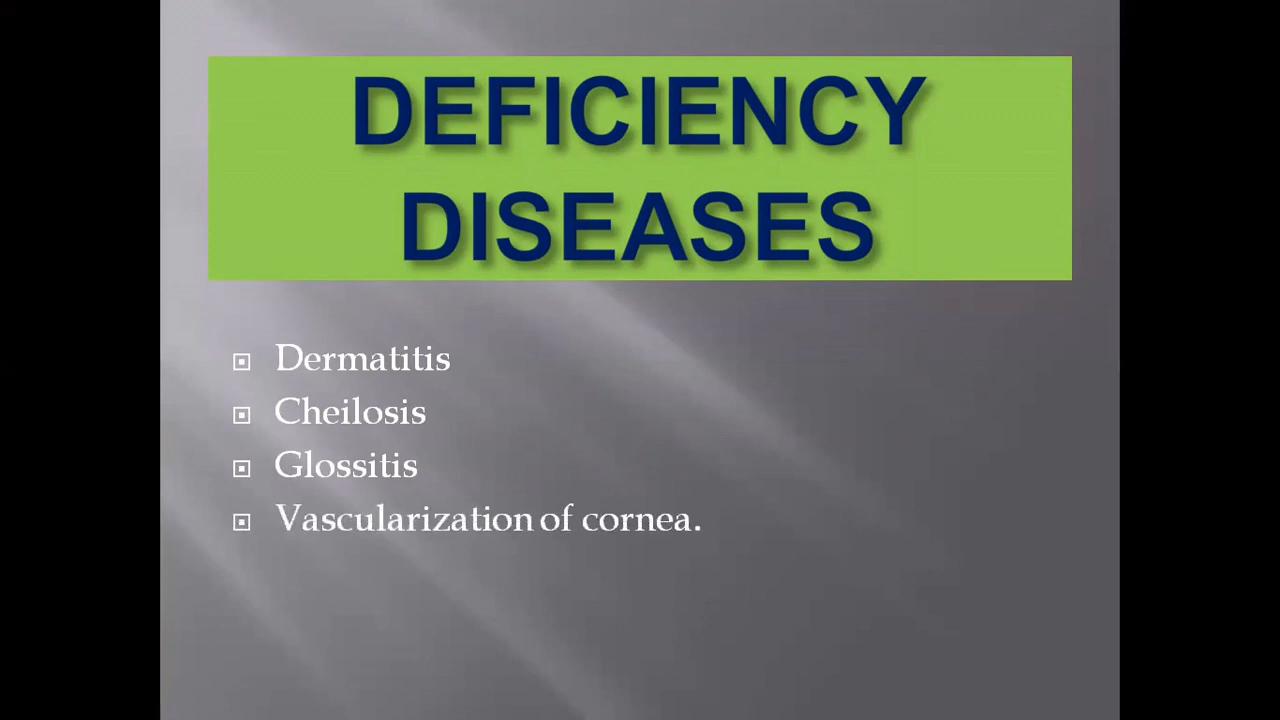 DEFICIENCY
DISEASES
Dermatitis
Cheilosis
Glossitis
Vascularization of cornea.